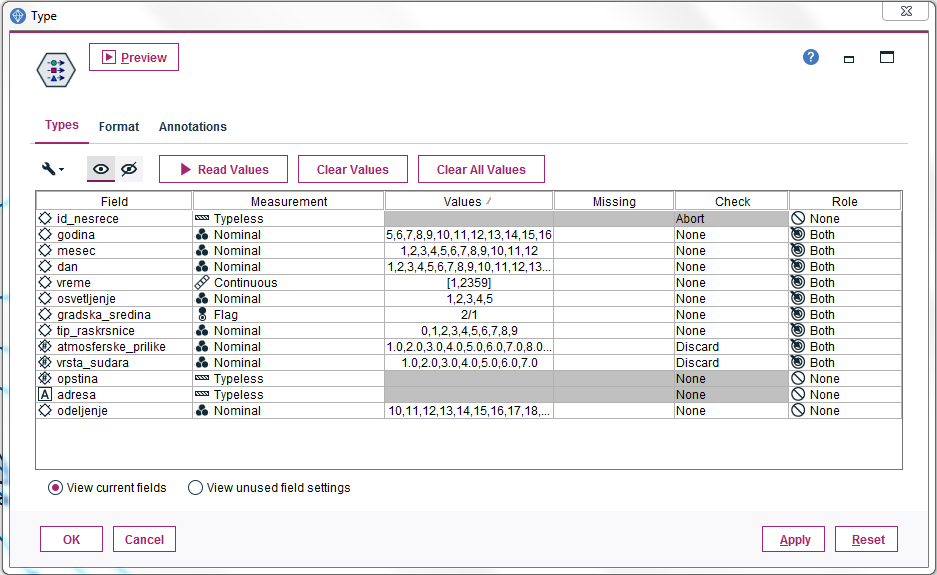 Type
Preview
?
Types Format Annotations
Read Values Clear Values Clear All Values
Field Measurement Values / Missing Check Role
id_nesrece Typeless Abort None
godina Nominal 5,6,7,8,9,10,11,12,13,14,15,16 None Both
mesec Nominal 1,2,3,4,5,6,7,8,9,10,11,12 None Both
dan Nominal 1,2,3,4,5,6,7,8,9,10,11,12,13... None Both
vreme Continuous [1,2359] None Both
osvetljenje Nominal 1,2,3,4,5 None Both
gradska_sredina Flag 2/1 None Both
tip_raskrsnice Nominal 0,1,2,3,4,5,6,7,8,9 None Both
# atmosferske_prilike Nominal 1.0,2.0,3.0,4.0,5.0,6.0,7.0,8.0... Discard Both
# vrsta_sudara Nominal 1.0,2.0,3.0,4.0,5.0,6.0,7.0 Discard Both
# opstina Typeless None None
A adresa Typeless None None
odeljenje Nominal 10,11,12,13,14,15,16,17,18,... None None
View current fields View unused field settings
OK Cancel Apply Reset